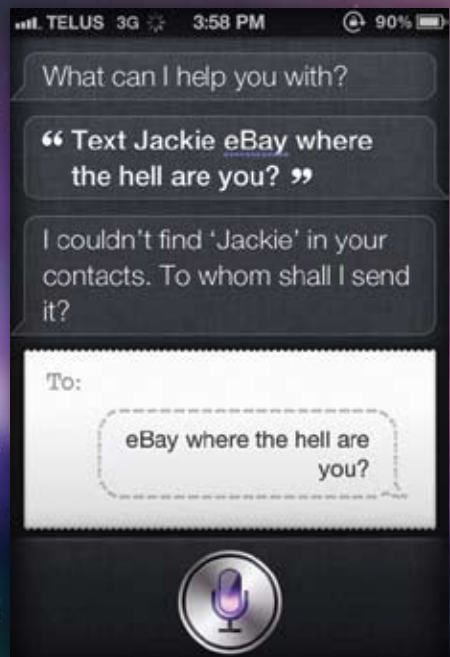 TELUS 3G 3:58 PM 90%
What can I help you with?
“ Text Jackie eBay where
the hell are you? ”
I couldn't find ‘Jackie’ in your
contacts. To whom shall I send
it?
To:
eBay where the hell are
you?